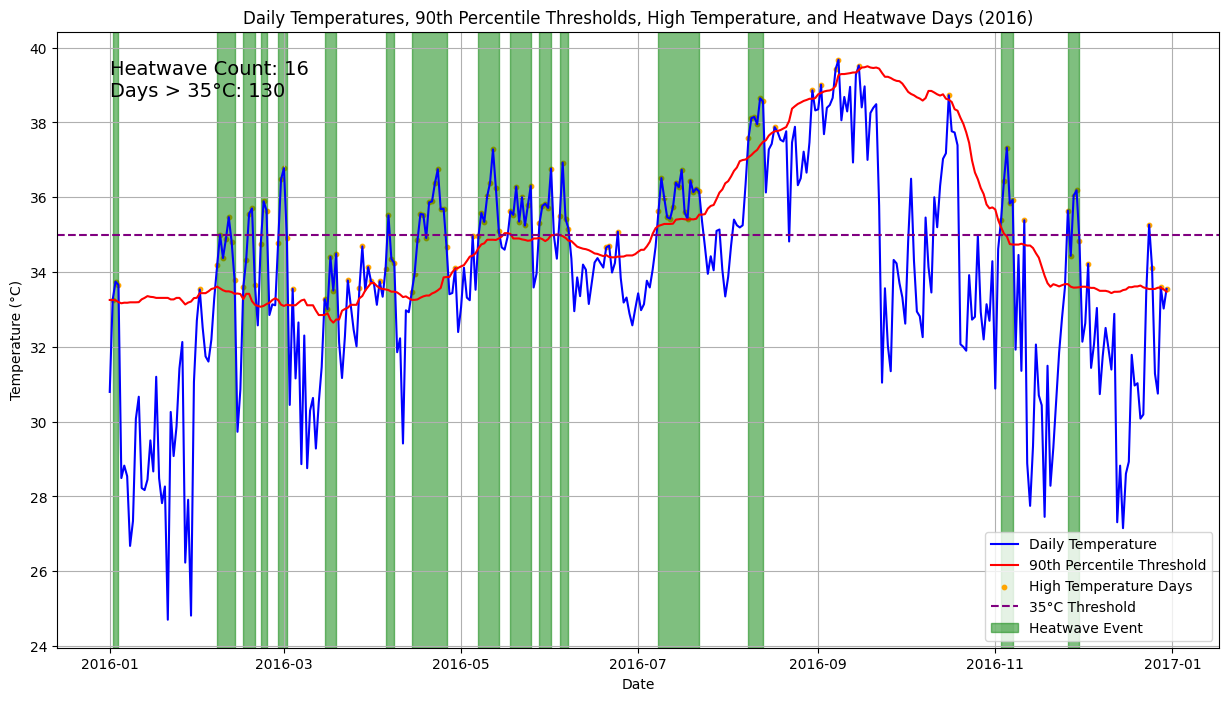 Daily Temperatures, 90th Percentile Thresholds, High Temperature, and Heatwave Days (2016)
Heatwave Count: 16
Days > 35°C: 130
Temperature (°C)
40
38
36
34
32
30
28
26
24
2016-01
2016-03
2016-05
2016-07
2016-09
2016-11
2017-01
Date
Daily Temperature
90th Percentile Threshold
High Temperature Days
35°C Threshold
Heatwave Event